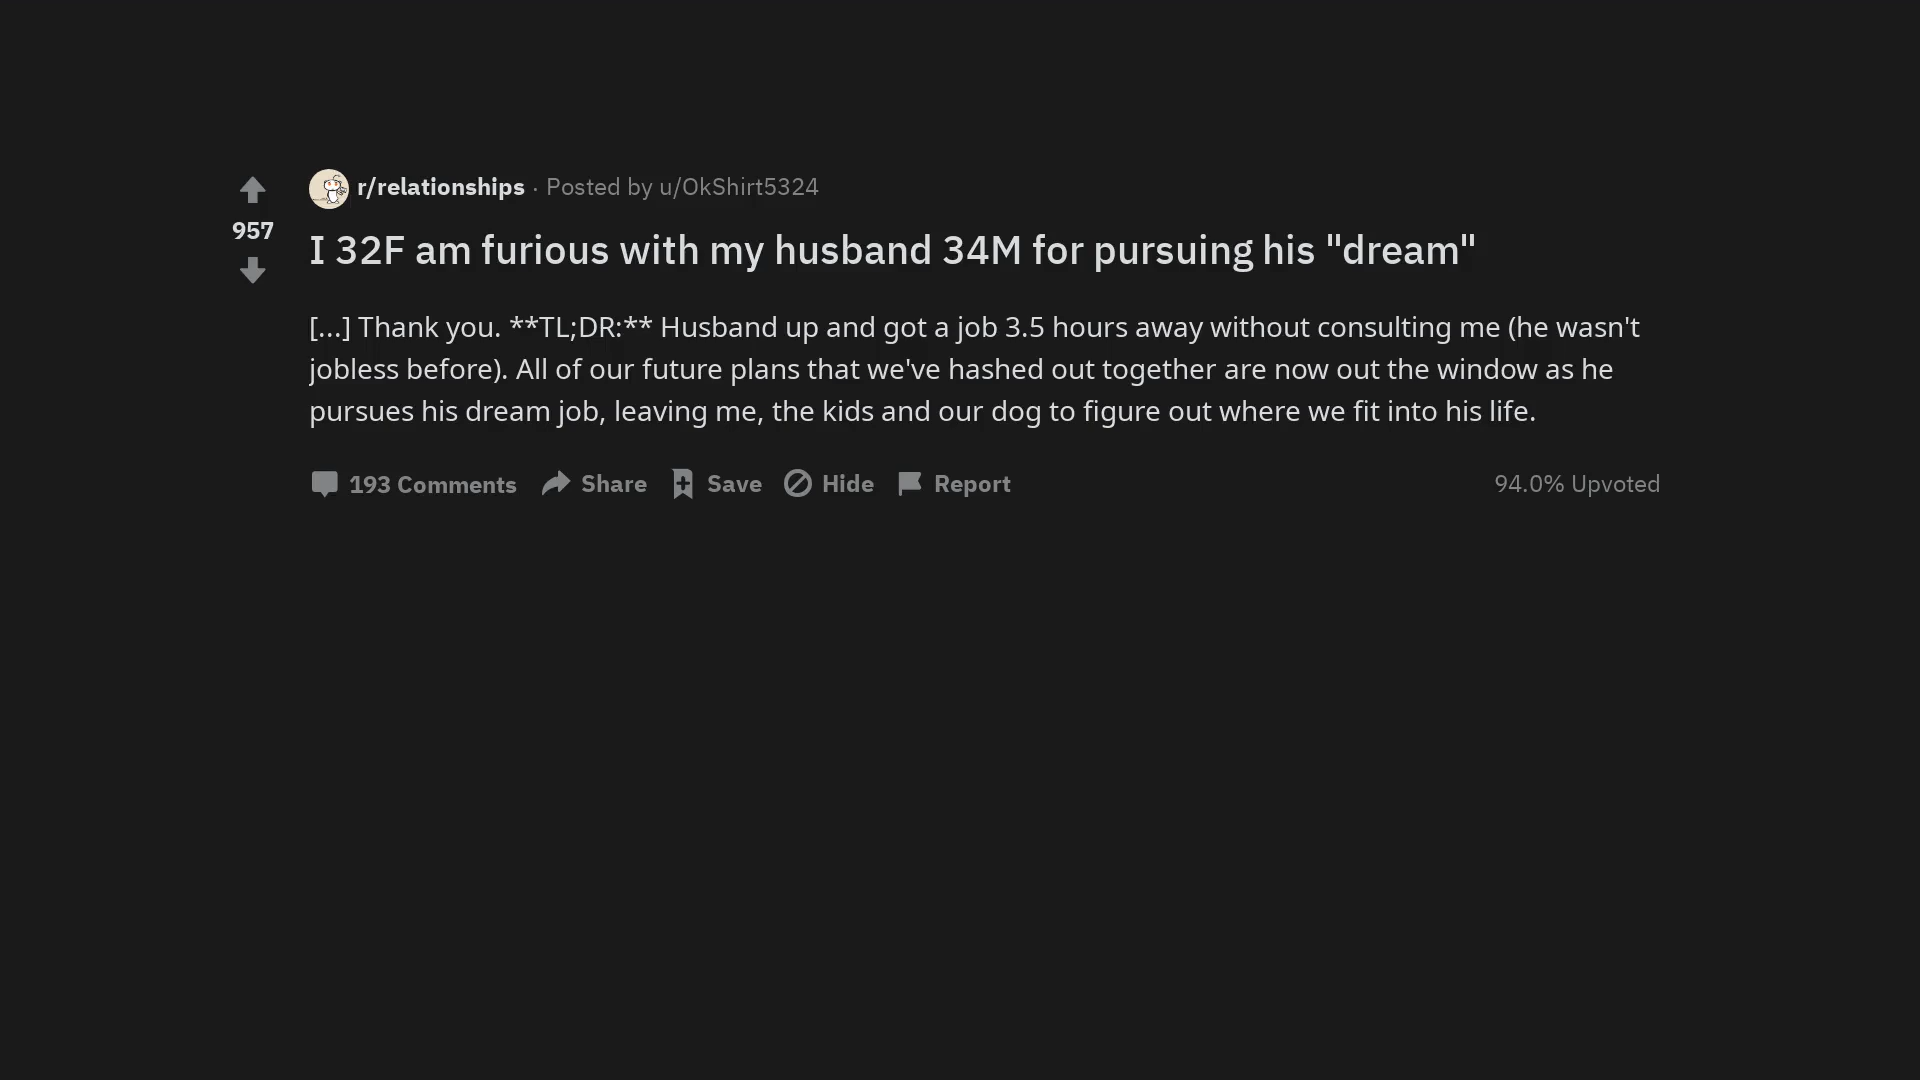 r/relationships · Posted by u/OkShirt5324
957
I 32F am furious with my husband 34M for pursuing his "dream"
[...] Thank you. **TL;DR:** Husband up and got a job 3.5 hours away without consulting me (he wasn't
jobless before). All of our future plans that we've hashed out together are now out the window as he
pursues his dream job, leaving me, the kids and our dog to figure out where we fit into his life.
193 Comments Share Save Hide Report 94.0% Upvoted